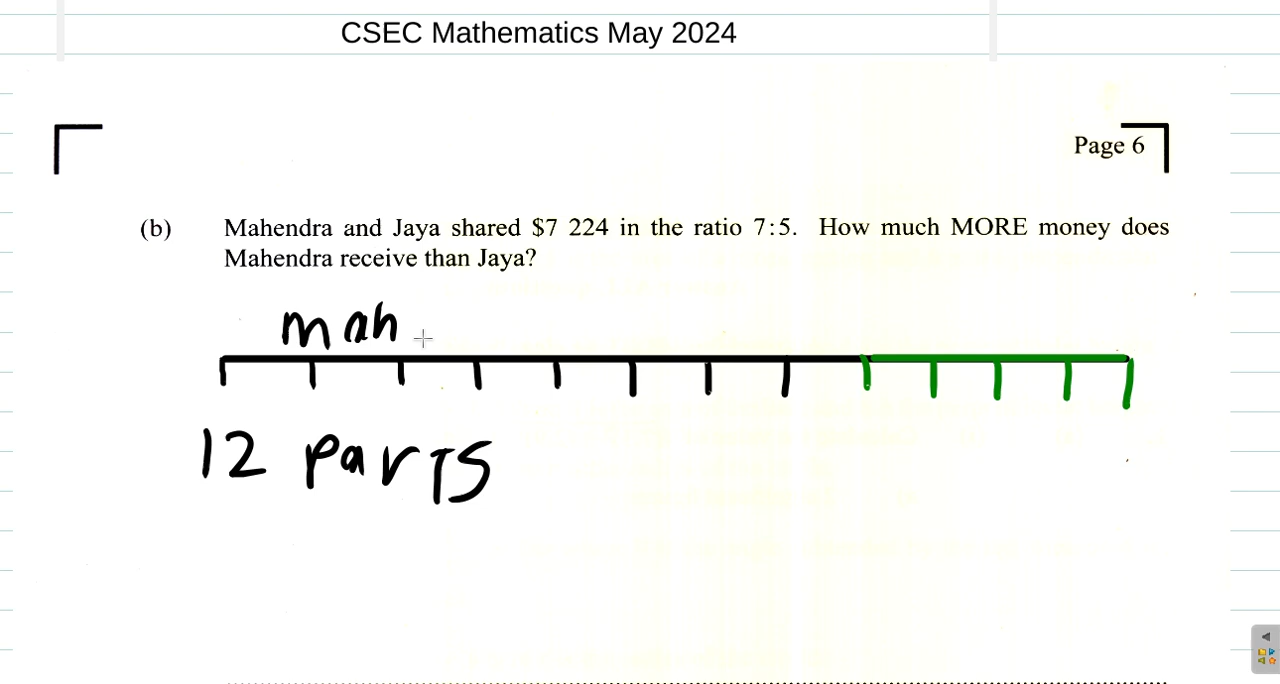 CSEC Mathematics May 2024
Page 6
(b) Mahendra and Jaya shared $7 224 in the ratio 7:5. How much MORE money does
Mahendra receive than Jaya?
mah
12 parts